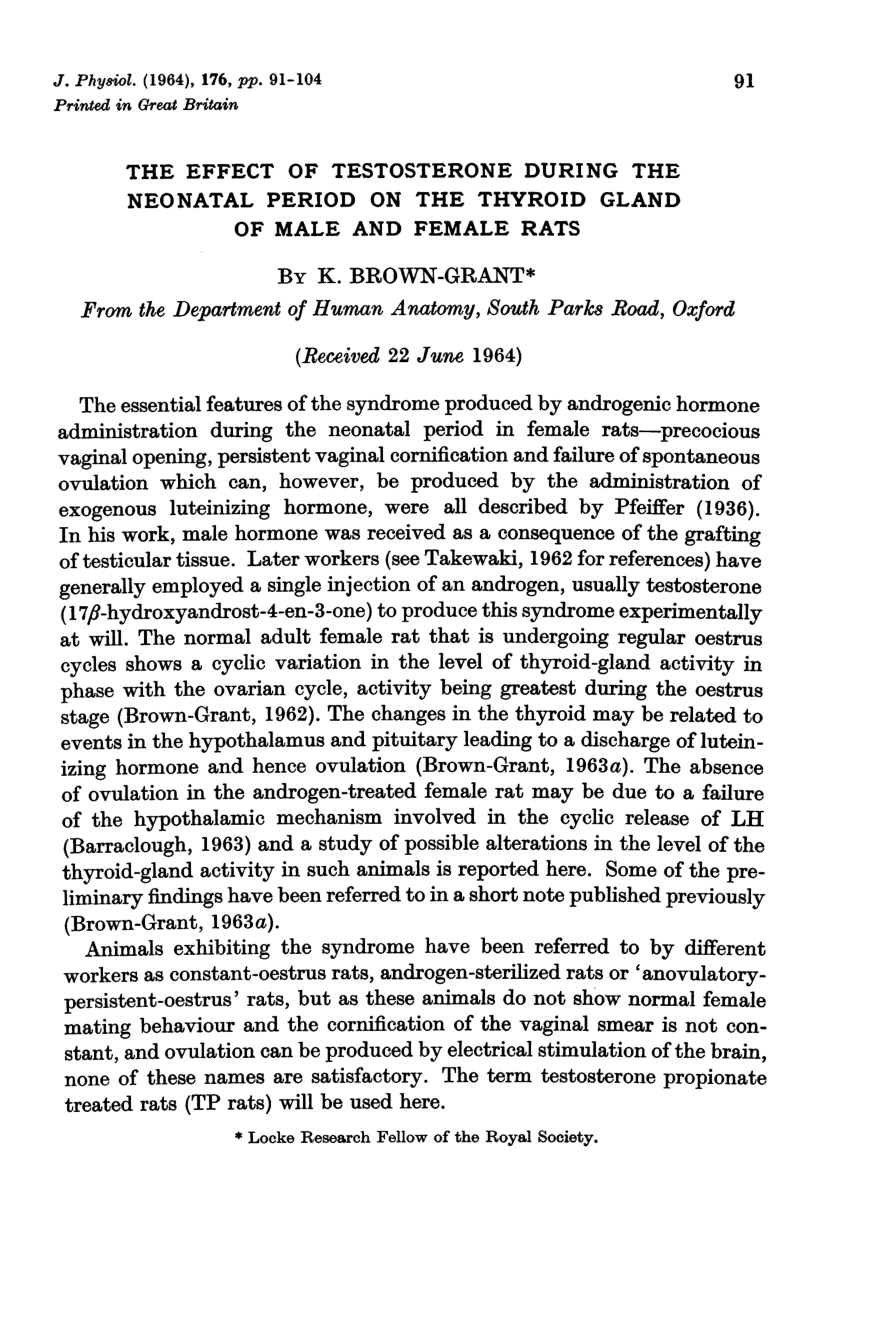 J. Physiol. (1964), 176, pp. 91-104
91
Printed in Great Britain
THE EFFECT OF TESTOSTERONE DURING THE
NEONATAL PERIOD ON THE THYROID GLAND
OF MALE AND FEMALE RATS
BY K. BROWN-GRANT*
From the Department of Human Anatomy, South Parks Road, Oxford
(Received 22 June 1964)
The essential features of the syndrome produced by androgenic hormone
administration during the neonatal period in female rats—precocious
vaginal opening, persistent vaginal cornification and failure of spontaneous
ovulation which can, however, be produced by the administration of
exogenous luteinizing hormone, were all described by Pfeiffer (1936).
In his work, male hormone was received as a consequence of the grafting
of testicular tissue. Later workers (see Takewaki, 1962 for references) have
generally employed a single injection of an androgen, usually testosterone
(17β-hydroxyandrost-4-en-3-one) to produce this syndrome experimentally
at will. The normal adult female rat that is undergoing regular oestrus
cycles shows a cyclic variation in the level of thyroid-gland activity in
phase with the ovarian cycle, activity being greatest during the oestrus
stage (Brown-Grant, 1962). The changes in the thyroid may be related to
events in the hypothalamus and pituitary leading to a discharge of lutein-
izing hormone and hence ovulation (Brown-Grant, 1963a). The absence
of ovulation in the androgen-treated female rat may be due to a failure
of the hypothalamic mechanism involved in the cyclic release of LH
(Barraclough, 1963) and a study of possible alterations in the level of the
thyroid-gland activity in such animals is reported here. Some of the pre-
liminary findings have been referred to in a short note published previously
(Brown-Grant, 1963a).
Animals exhibiting the syndrome have been referred to by different
workers as constant-oestrus rats, androgen-sterilized rats or 'anovulatory-
persistent-oestrus' rats, but as these animals do not show normal female
mating behaviour and the cornification of the vaginal smear is not con-
stant, and ovulation can be produced by electrical stimulation of the brain,
none of these names are satisfactory. The term testosterone propionate
treated rats (TP rats) will be used here.
* Locke Research Fellow of the Royal Society.